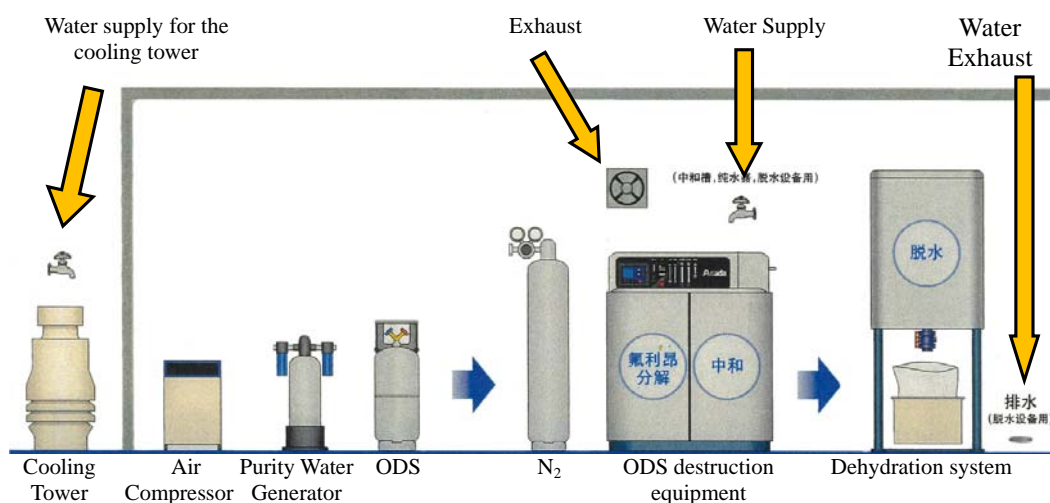 Water supply for the
cooling tower
Exhaust
Water Supply
Water
Exhaust
(中和槽,纯水器,脱水设备用)
Asada
脱水
氟利昂
分解
中和
排水
(脱水设备用)
Cooling
Tower
Air
Compressor
Purity Water
Generator
ODS
N₂
ODS destruction
equipment
Dehydration system